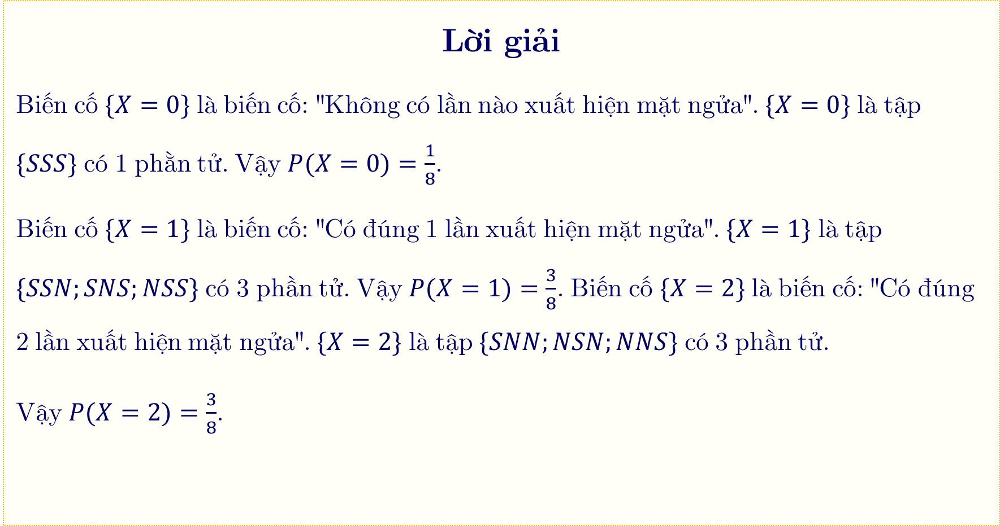 Lời giải
Biến cố {X = 0} là biến cố: "Không có lần nào xuất hiện mặt ngửa". {X = 0} là tập
{SSS} có 1 phần tử. Vậy P(X = 0) = 1/8.
Biến cố {X = 1} là biến cố: "Có đúng 1 lần xuất hiện mặt ngửa". {X = 1} là tập
{SSN; SNS; NSS} có 3 phần tử. Vậy P(X = 1) = 3/8. Biến cố {X = 2} là biến cố: "Có đúng
2 lần xuất hiện mặt ngửa". {X = 2} là tập {SNN; NSN; NNS} có 3 phần tử.
Vậy P(X = 2) = 3/8.